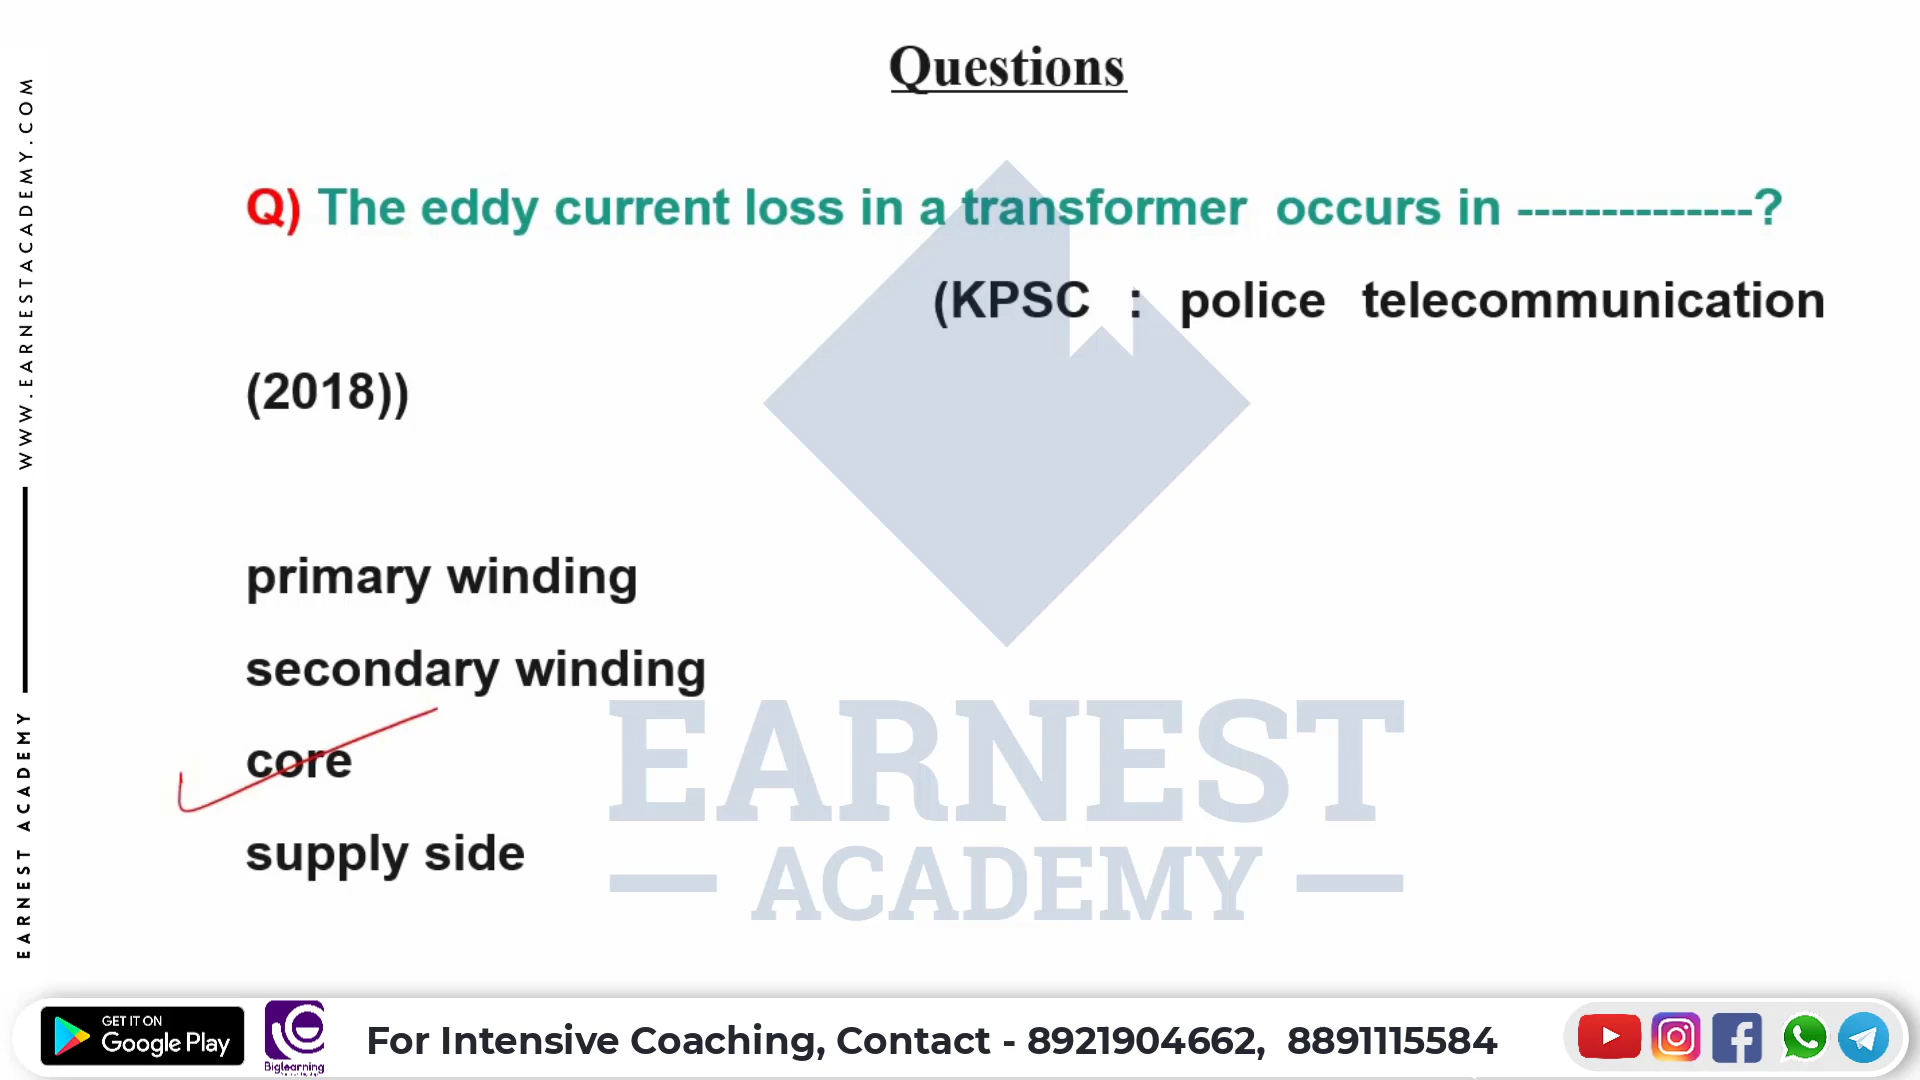 Questions
Q) The eddy current loss in a transformer occurs in --------------?
(KPSC : police telecommunication
(2018))
primary winding
secondary winding
core
supply side
EARNEST
ACADEMY
EARNEST ACADEMY
WWW.EARNESTACADEMY.COM
GET IT ON
Google Play
Biglearning
For Intensive Coaching, Contact - 8921904662, 8891115584